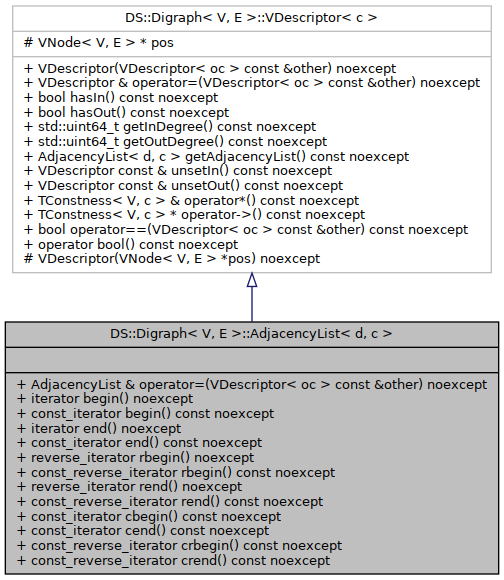 DS::Digraph< V, E >::VDescriptor< c >
# VNode< V, E > * pos
+ VDescriptor(VDescriptor< oc > const &other) noexcept
+ VDescriptor & operator=(VDescriptor< oc > const &other) noexcept
+ bool hasIn() const noexcept
+ bool hasOut() const noexcept
+ std::uint64_t getInDegree() const noexcept
+ std::uint64_t getOutDegree() const noexcept
+ AdjacencyList< d, c > getAdjacencyList() const noexcept
+ VDescriptor const & unsetIn() const noexcept
+ VDescriptor const & unsetOut() const noexcept
+ TConstness< V, c > & operator*() const noexcept
+ TConstness< V, c > * operator->() const noexcept
+ bool operator==(VDescriptor< oc > const &other) const noexcept
+ operator bool() const noexcept
# VDescriptor(VNode< V, E > *pos) noexcept
DS::Digraph< V, E >::AdjacencyList< d, c >
+ AdjacencyList & operator=(VDescriptor< oc > const &other) noexcept
+ iterator begin() noexcept
+ const_iterator begin() const noexcept
+ iterator end() noexcept
+ const_iterator end() const noexcept
+ reverse_iterator rbegin() noexcept
+ const_reverse_iterator rbegin() const noexcept
+ reverse_iterator rend() noexcept
+ const_reverse_iterator rend() const noexcept
+ const_iterator cbegin() const noexcept
+ const_iterator cend() const noexcept
+ const_reverse_iterator crbegin() const noexcept
+ const_reverse_iterator crend() const noexcept